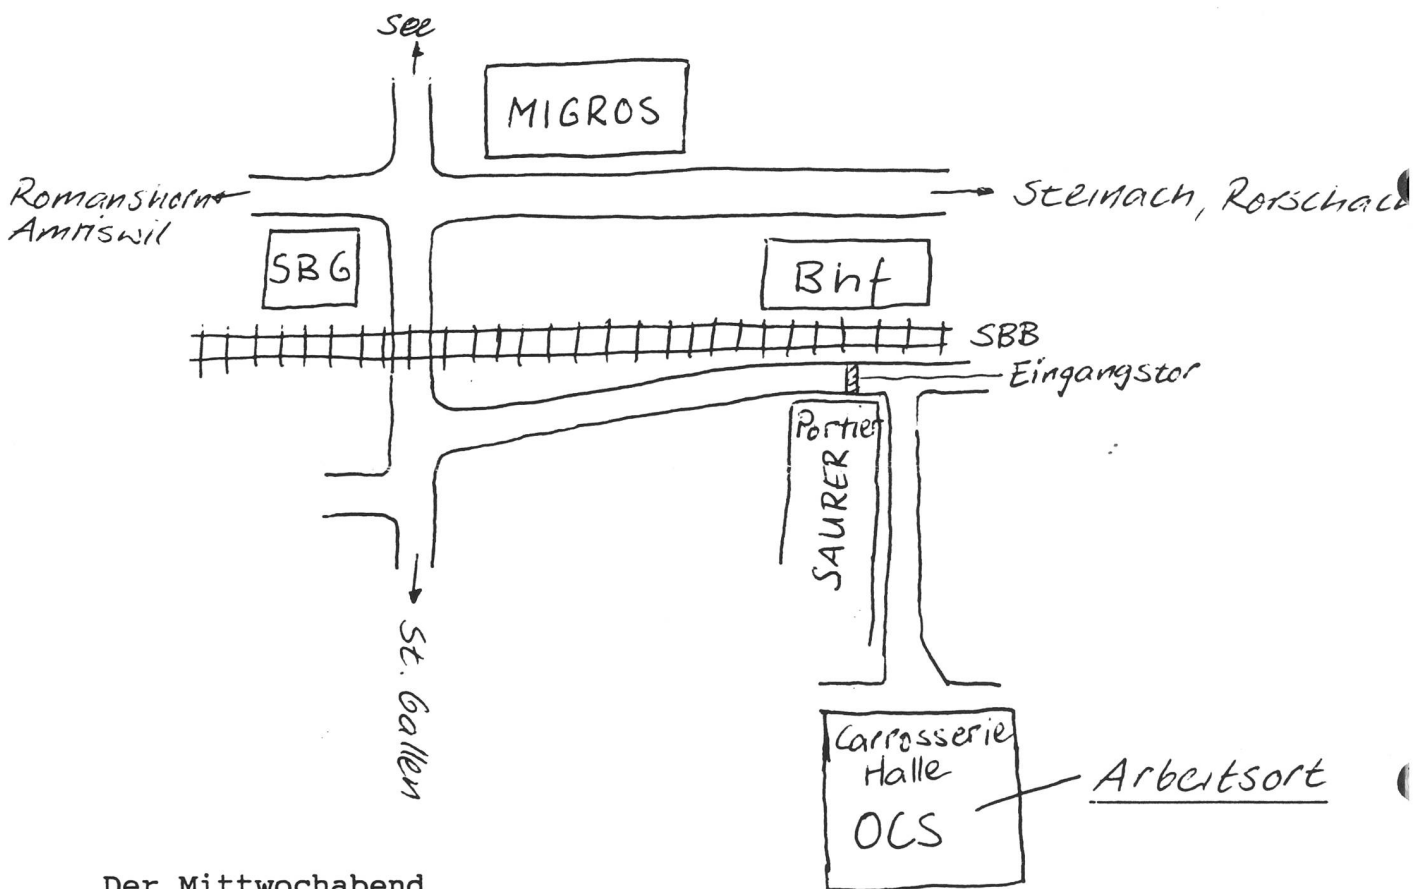 See
MIGROS
Romanshorn
Amriswil
Steinach, Rorschach
SBG
Bhf
SBB
Eingangstor
Portier
SAURER
St. Gallen
Carrosserie
Halle
OCS
Arbeitsort
Der Mittwochabend